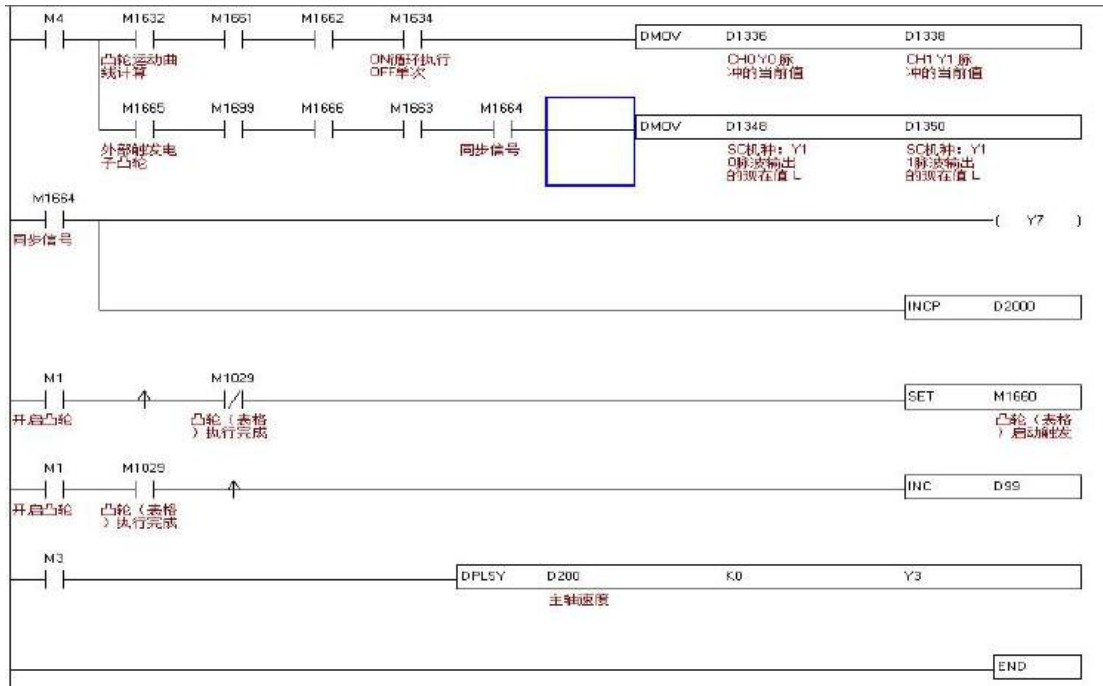 M4 M1632 M1661 M1662 M1634
DMOV D1336 D1338
凸轮运动曲 ON循环执行 CH0 Y0 脉 CH1 Y1 脉
线计算 OFF单次 冲的当前值 冲的当前值
M1665 M1699 M1666 M1663 M1664
DMOV D1348 D1350
外部触发电 同步信号 SC机种：Y1 SC机种：Y1
子凸轮 0脉波输出 1脉波输出
的现在值 L 的现在值 L
M1664
( Y7 )
同步信号
INCP D2000
M1 M1029
SET M1660
开启凸轮 凸轮（表格 凸轮（表格
）执行完成 ）启动触发
M1 M1029
INC D99
开启凸轮 凸轮（表格
）执行完成
M3
DPLSY D200 K0 Y3
主轴速度
END